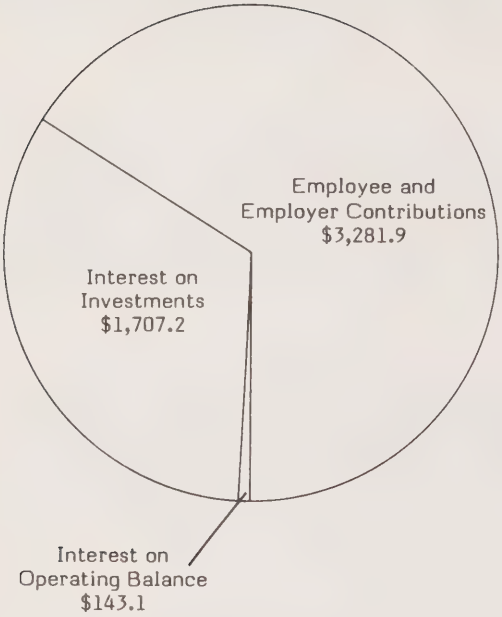 Employee and
Employer Contributions
$3,281.9
Interest on
Investments
$1,707.2
Interest on
Operating Balance
$143.1